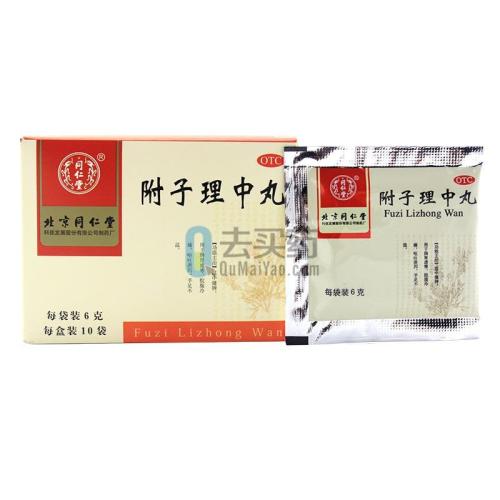 同仁堂
®
北京同仁堂
科技发展股份有限公司制药厂
OTC
附子理中丸
每袋装6克
每盒装10袋
Fuzi Lizhong Wan
去买药
QuMaiYao.Com
同仁堂
北京同仁堂
OTC
附子理中丸
Fuzi Lizhong Wan
每袋装6克